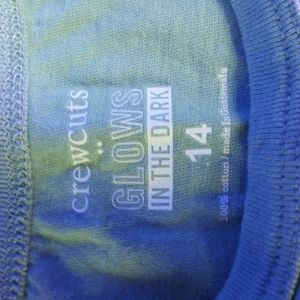 crewcuts
GLOWS
IN THE DARK
14
100% cotton / made in Guatemala